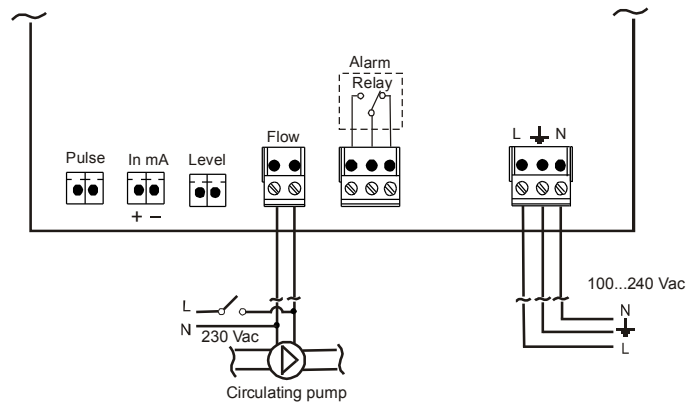 Alarm
Relay
Flow
L ⏚ N
Pulse
In mA
Level
+ −
100...240 Vac
L
N
230 Vac
N
L
Circulating pump